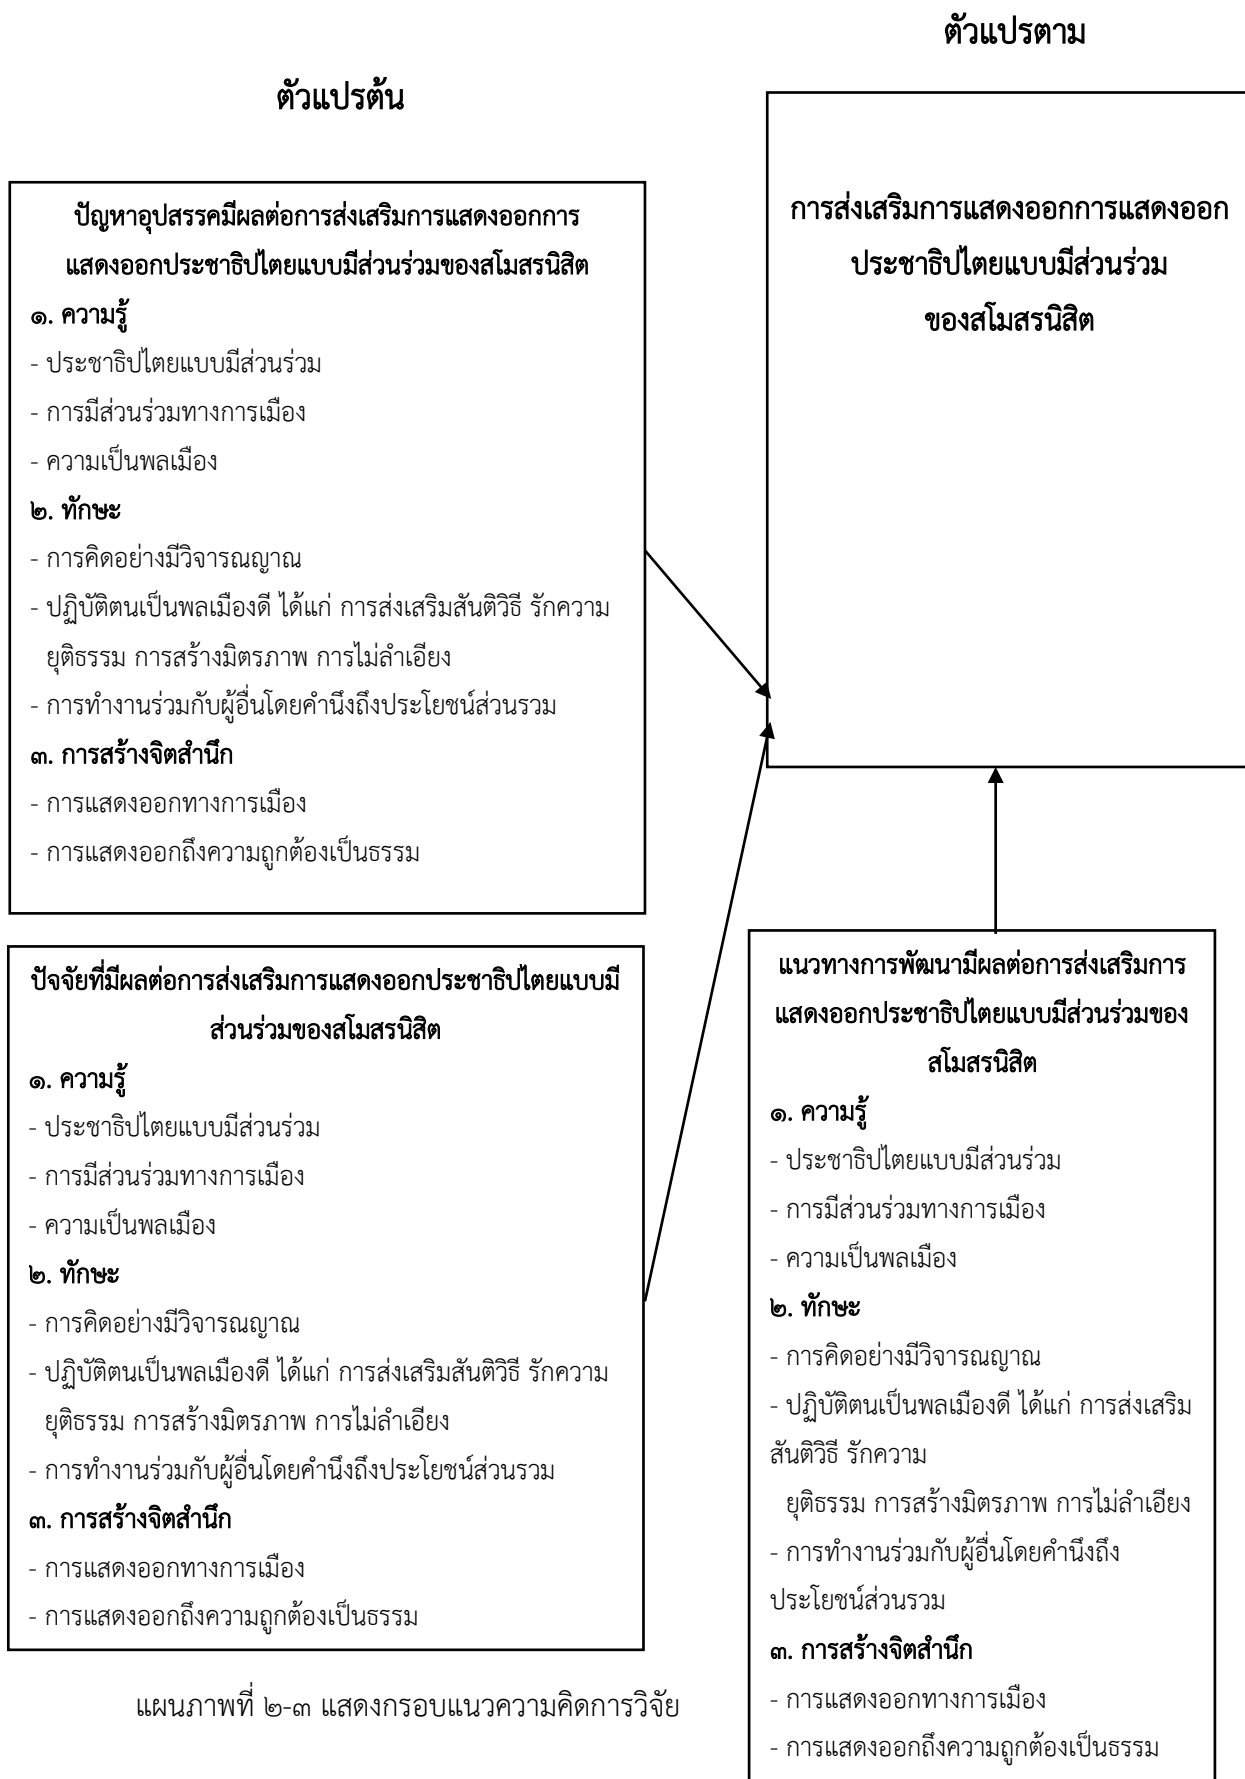 ตัวแปรตาม
ตัวแปรต้น
การส่งเสริมการแสดงออกการแสดงออก
ประชาธิปไตยแบบมีส่วนร่วม
ของสโมสรนิสิต
ปัญหาอุปสรรคมีผลต่อการส่งเสริมการแสดงออกการ
แสดงออกประชาธิปไตยแบบมีส่วนร่วมของสโมสรนิสิต
๑. ความรู้
- ประชาธิปไตยแบบมีส่วนร่วม
- การมีส่วนร่วมทางการเมือง
- ความเป็นพลเมือง
๒. ทักษะ
- การคิดอย่างมีวิจารณญาณ
- ปฏิบัติตนเป็นพลเมืองดี ได้แก่ การส่งเสริมสันติวิธี รักความ
ยุติธรรม การสร้างมิตรภาพ การไม่ลำเอียง
- การทำงานร่วมกับผู้อื่นโดยคำนึงถึงประโยชน์ส่วนรวม
๓. การสร้างจิตสำนึก
- การแสดงออกทางการเมือง
- การแสดงออกถึงความถูกต้องเป็นธรรม
ปัจจัยที่มีผลต่อการส่งเสริมการแสดงออกประชาธิปไตยแบบมี
ส่วนร่วมของสโมสรนิสิต
๑. ความรู้
- ประชาธิปไตยแบบมีส่วนร่วม
- การมีส่วนร่วมทางการเมือง
- ความเป็นพลเมือง
๒. ทักษะ
- การคิดอย่างมีวิจารณญาณ
- ปฏิบัติตนเป็นพลเมืองดี ได้แก่ การส่งเสริมสันติวิธี รักความ
ยุติธรรม การสร้างมิตรภาพ การไม่ลำเอียง
- การทำงานร่วมกับผู้อื่นโดยคำนึงถึงประโยชน์ส่วนรวม
๓. การสร้างจิตสำนึก
- การแสดงออกทางการเมือง
- การแสดงออกถึงความถูกต้องเป็นธรรม
แนวทางการพัฒนามีผลต่อการส่งเสริมการ
แสดงออกประชาธิปไตยแบบมีส่วนร่วมของ
สโมสรนิสิต
๑. ความรู้
- ประชาธิปไตยแบบมีส่วนร่วม
- การมีส่วนร่วมทางการเมือง
- ความเป็นพลเมือง
๒. ทักษะ
- การคิดอย่างมีวิจารณญาณ
- ปฏิบัติตนเป็นพลเมืองดี ได้แก่ การส่งเสริม
สันติวิธี รักความ
ยุติธรรม การสร้างมิตรภาพ การไม่ลำเอียง
- การทำงานร่วมกับผู้อื่นโดยคำนึงถึง
ประโยชน์ส่วนรวม
๓. การสร้างจิตสำนึก
- การแสดงออกทางการเมือง
- การแสดงออกถึงความถูกต้องเป็นธรรม
แผนภาพที่ ๒-๓ แสดงกรอบแนวความคิดการวิจัย